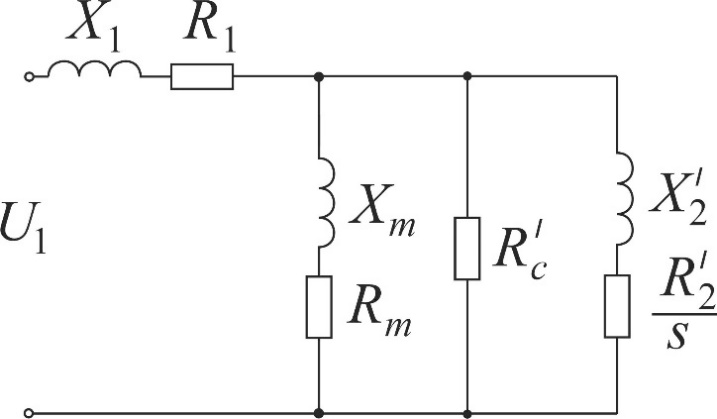 X₁ R₁
U₁
Xₘ
Rₘ
R′c
X′₂
R′₂
s